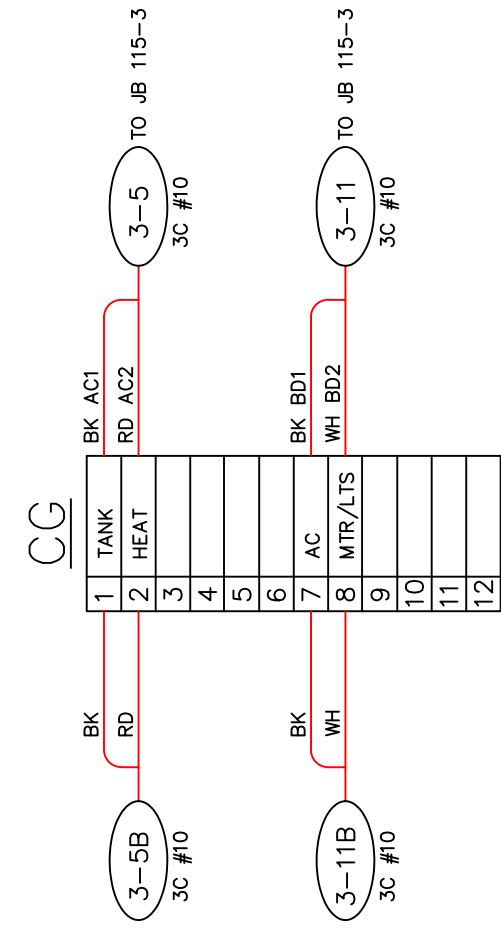 CG
BK AC1
RD AC2
3-5
TO JB 115-3
3C #10
BK
RD
3-5B
3C #10
1 TANK
2 HEAT
3
4
5
6
7 AC
8 MTR/LTS
9
10
11
12
BK BD1
WH BD2
3-11
TO JB 115-3
3C #10
BK
WH
3-11B
3C #10